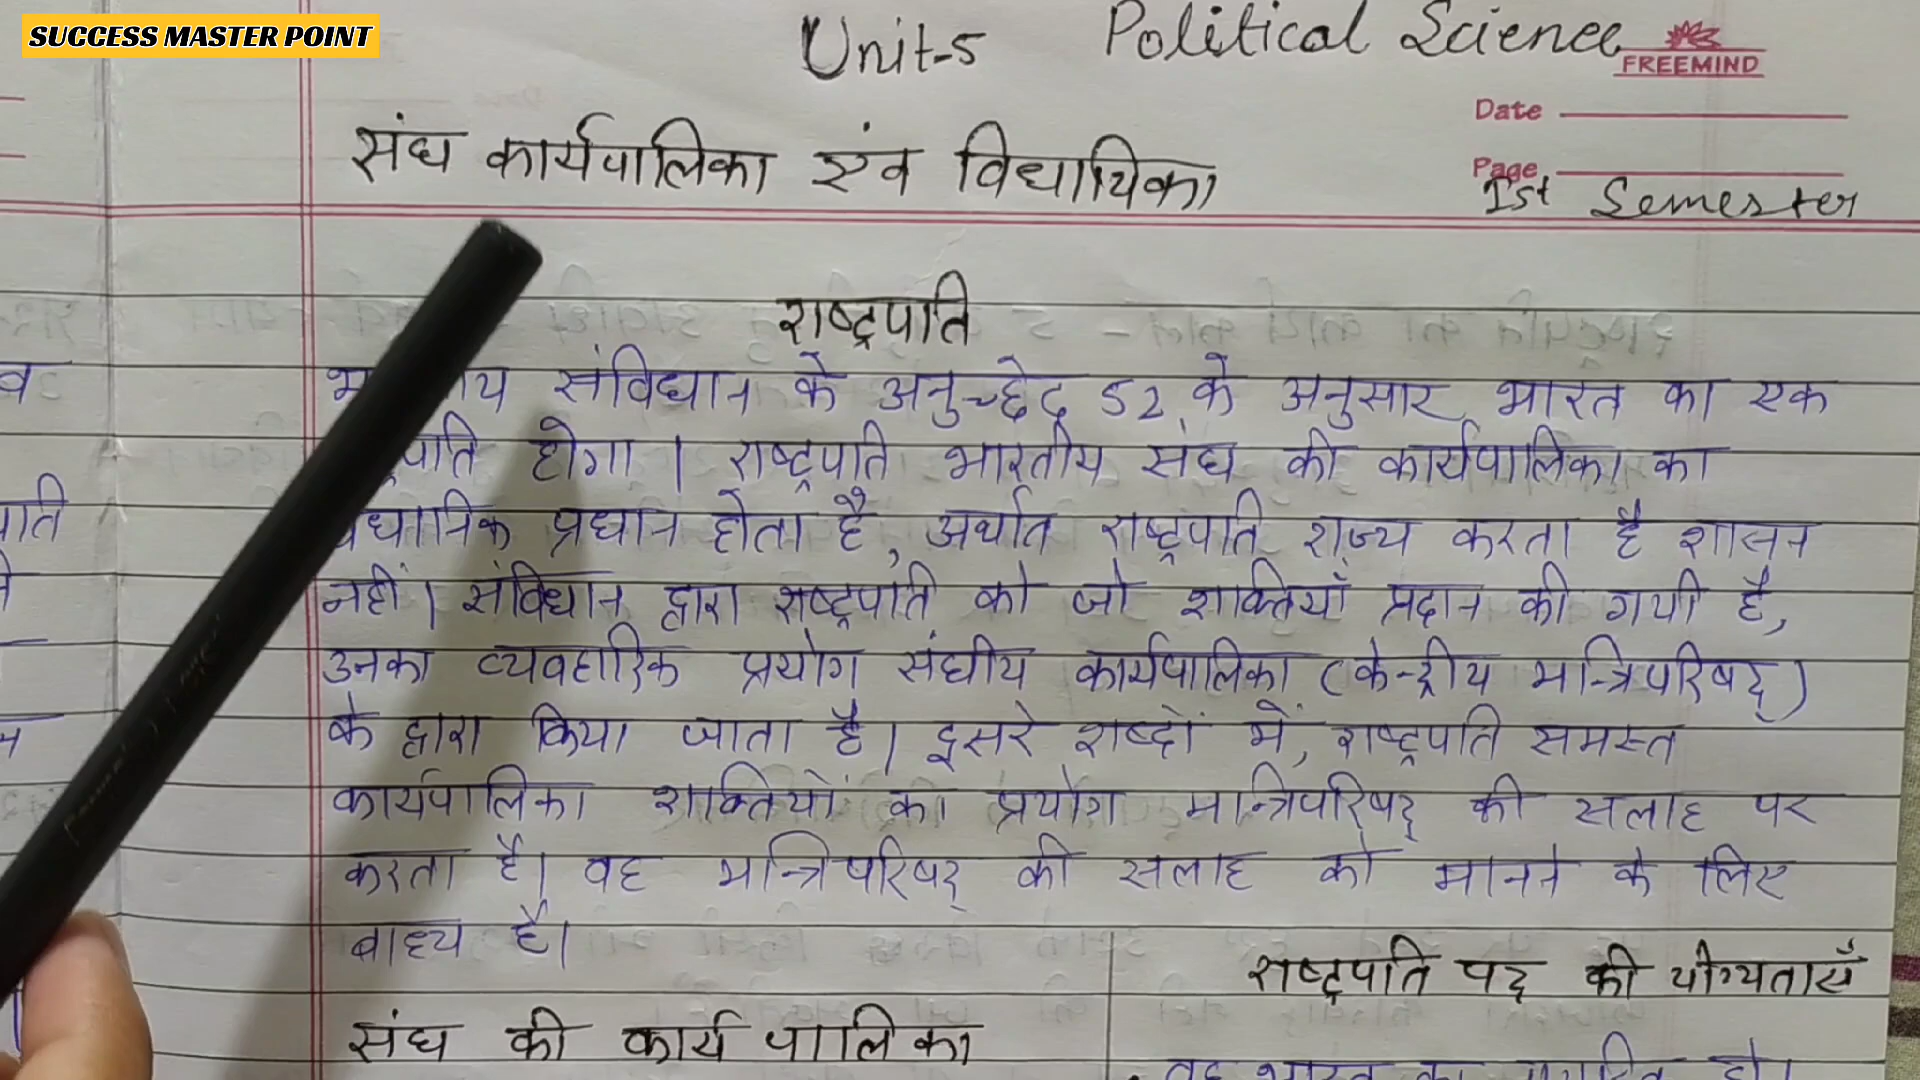 SUCCESS MASTER POINT
Unit-5 Political Science
FREEMIND
Date
Page
Ist Semester
संघ कार्यपालिका एंव विधायिका
राष्ट्रपति
संविधान के अनुच्छेद 52 के अनुसार भारत का एक
होगा। राष्ट्रपति भारतीय संघ की कार्यपालिका का
प्रधान होता है, अर्थात राष्ट्रपति राज्य करता है शासन
नहीं। संविधान द्वारा राष्ट्रपति को जो शक्तियाँ प्रदान की गयी है,
उनका व्यवहारिक प्रयोग संघीय कार्यपालिका (केन्द्रीय मन्त्रिपरिषद्)
के द्वारा किया जाता है। दूसरे शब्दों में, राष्ट्रपति समस्त
कार्यपालिका शक्तियों का प्रयोग मान्त्रिपरिषद् की सलाह पर
करता है। वह मन्त्रिपरिषद् की सलाह को मानने के लिए
बाध्य है।
संघ की कार्यपालिका
राष्ट्रपति पद की योग्यताएँ